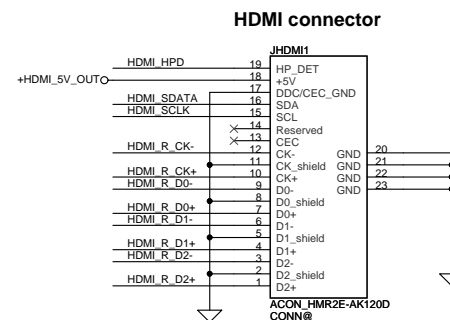 HDMI connector
JHDMI1
HDMI_HPD 19 HP_DET
+HDMI_5V_OUT 18 +5V
17 DDC/CEC_GND
HDMI_SDATA 16 SDA
HDMI_SCLK 15 SCL
14 Reserved
13 CEC
HDMI_R_CK- 12 CK- GND 20
11 CK_shield GND 21
HDMI_R_CK+ 10 CK+ GND 22
HDMI_R_D0- 9 D0- GND 23
8 D0_shield
HDMI_R_D0+ 7 D0+
HDMI_R_D1- 6 D1-
5 D1_shield
HDMI_R_D1+ 4 D1+
HDMI_R_D2- 3 D2-
2 D2_shield
HDMI_R_D2+ 1 D2+
ACON_HMR2E-AK120D
CONN@